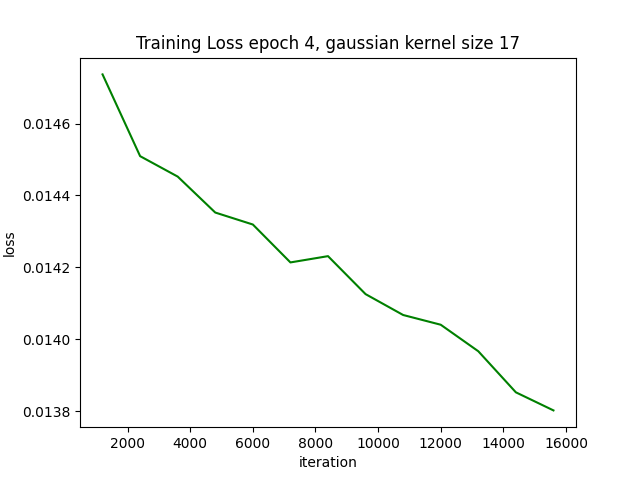 Training Loss epoch 4, gaussian kernel size 17
loss
0.0146
0.0144
0.0142
0.0140
0.0138
2000 4000 6000 8000 10000 12000 14000 16000
iteration